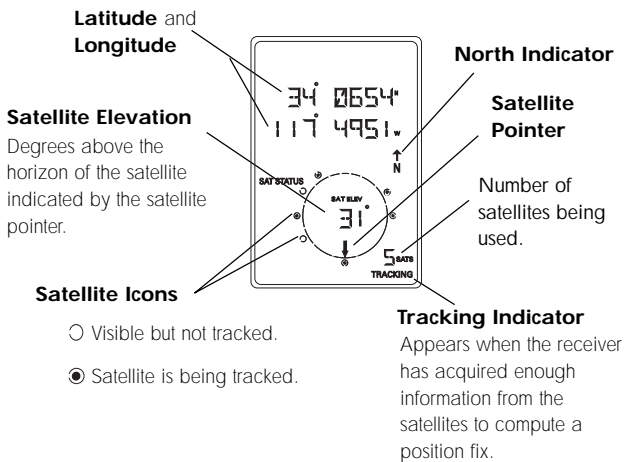 Latitude and
Longitude
North Indicator
34° 0654N
117° 4951W
Satellite Elevation
Degrees above the
horizon of the satellite
indicated by the satellite
pointer.
Satellite
Pointer
N
SAT STATUS
SAT ELEV
31°
Number of
satellites being
used.
5 SATS
TRACKING
Satellite Icons
Visible but not tracked.
Satellite is being tracked.
Tracking Indicator
Appears when the receiver
has acquired enough
information from the
satellites to compute a
position fix.